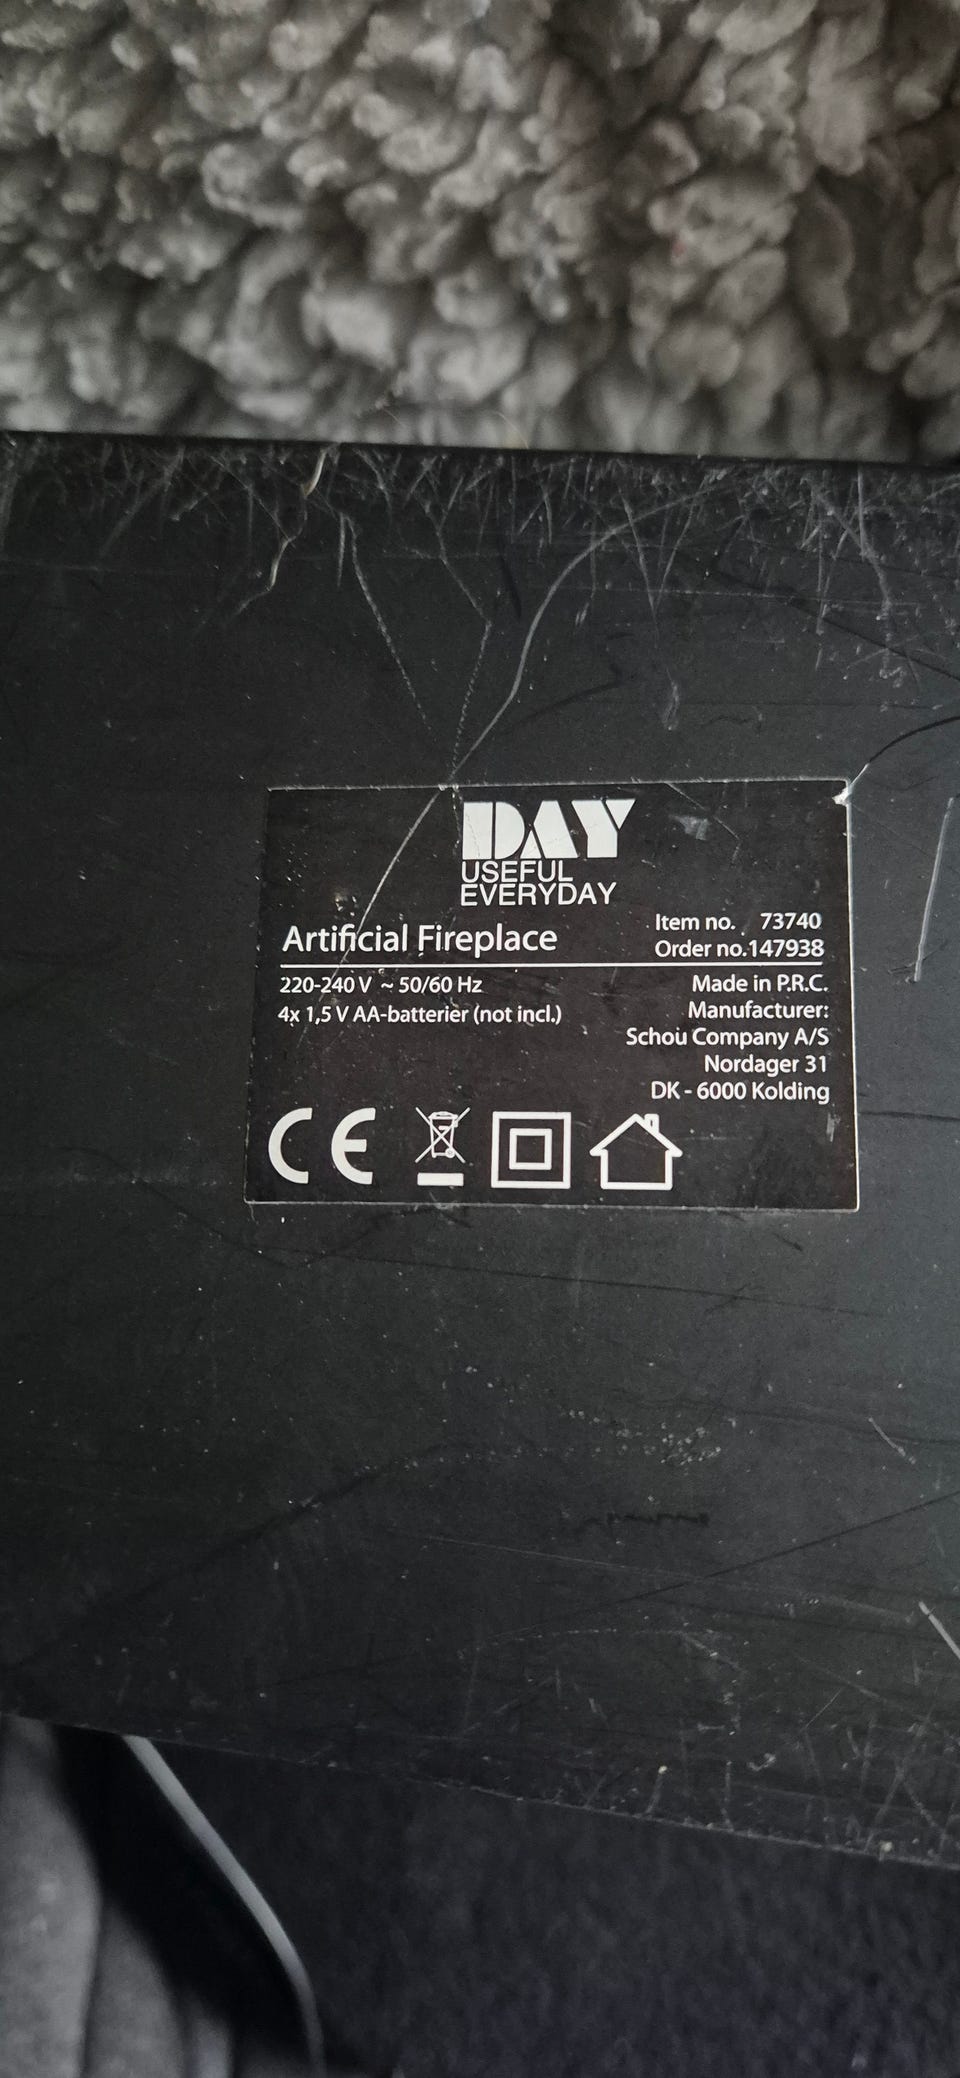 DAY
USEFUL
EVERYDAY
Artificial Fireplace
Item no. 73740
Order no.147938
220-240 V ~ 50/60 Hz
4x 1,5 V AA-batterier (not incl.)
Made in P.R.C.
Manufacturer:
Schou Company A/S
Nordager 31
DK - 6000 Kolding
CE